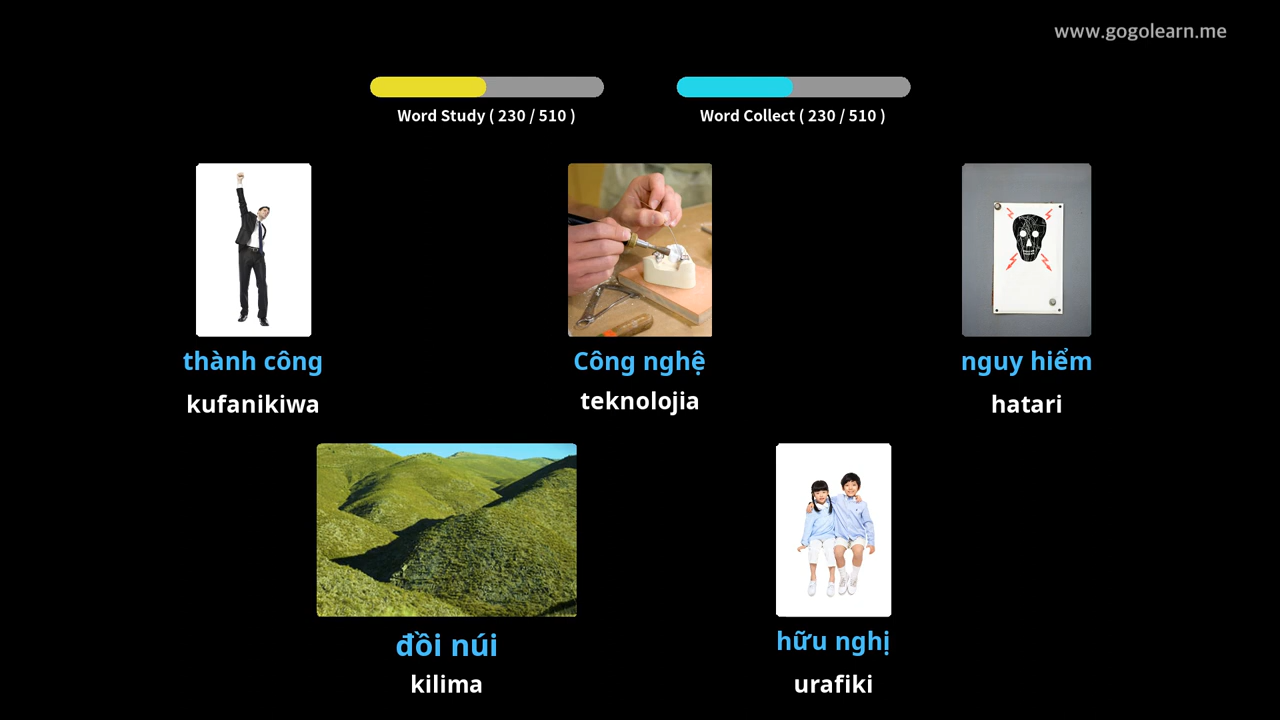 www.gogolearn.me
Word Study ( 230 / 510 )
Word Collect ( 230 / 510 )
thành công
kufanikiwa
Công nghệ
teknolojia
nguy hiểm
hatari
đồi núi
kilima
hữu nghị
urafiki